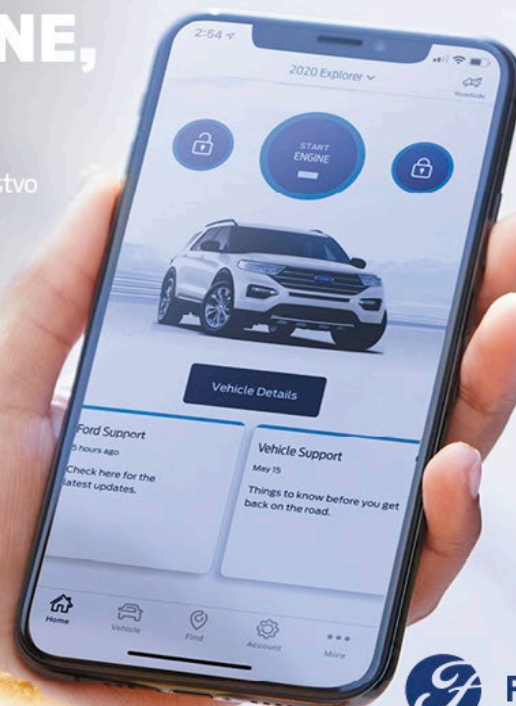 NE,
stvo
2:54
2020 Explorer
Roadside
START
ENGINE
Vehicle Details
Ford Support
5 hours ago
Check here for the
latest updates.
Vehicle Support
May 15
Things to know before you get
back on the road.
Home
Vehicle
Find
Account
More
F